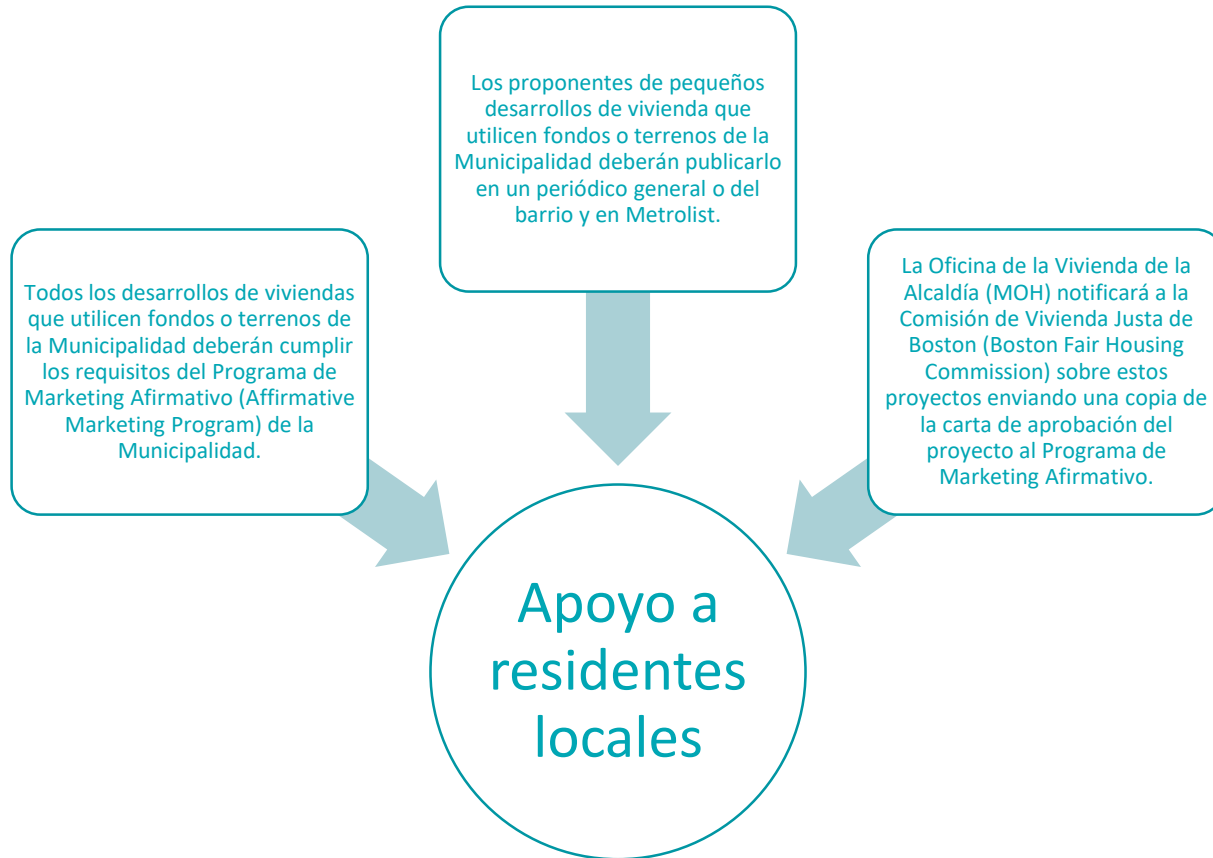 Los proponentes de pequeños
desarrollos de vivienda que
utilicen fondos o terrenos de la
Municipalidad deberán publicarlo
en un periódico general o del
barrio y en Metrolist.
Todos los desarrollos de viviendas
que utilicen fondos o terrenos de
la Municipalidad deberán cumplir
los requisitos del Programa de
Marketing Afirmativo (Affirmative
Marketing Program) de la
Municipalidad.
La Oficina de la Vivienda de la
Alcaldía (MOH) notificará a la
Comisión de Vivienda Justa de
Boston (Boston Fair Housing
Commission) sobre estos
proyectos enviando una copia de
la carta de aprobación del
proyecto al Programa de
Marketing Afirmativo.
Apoyo a
residentes
locales